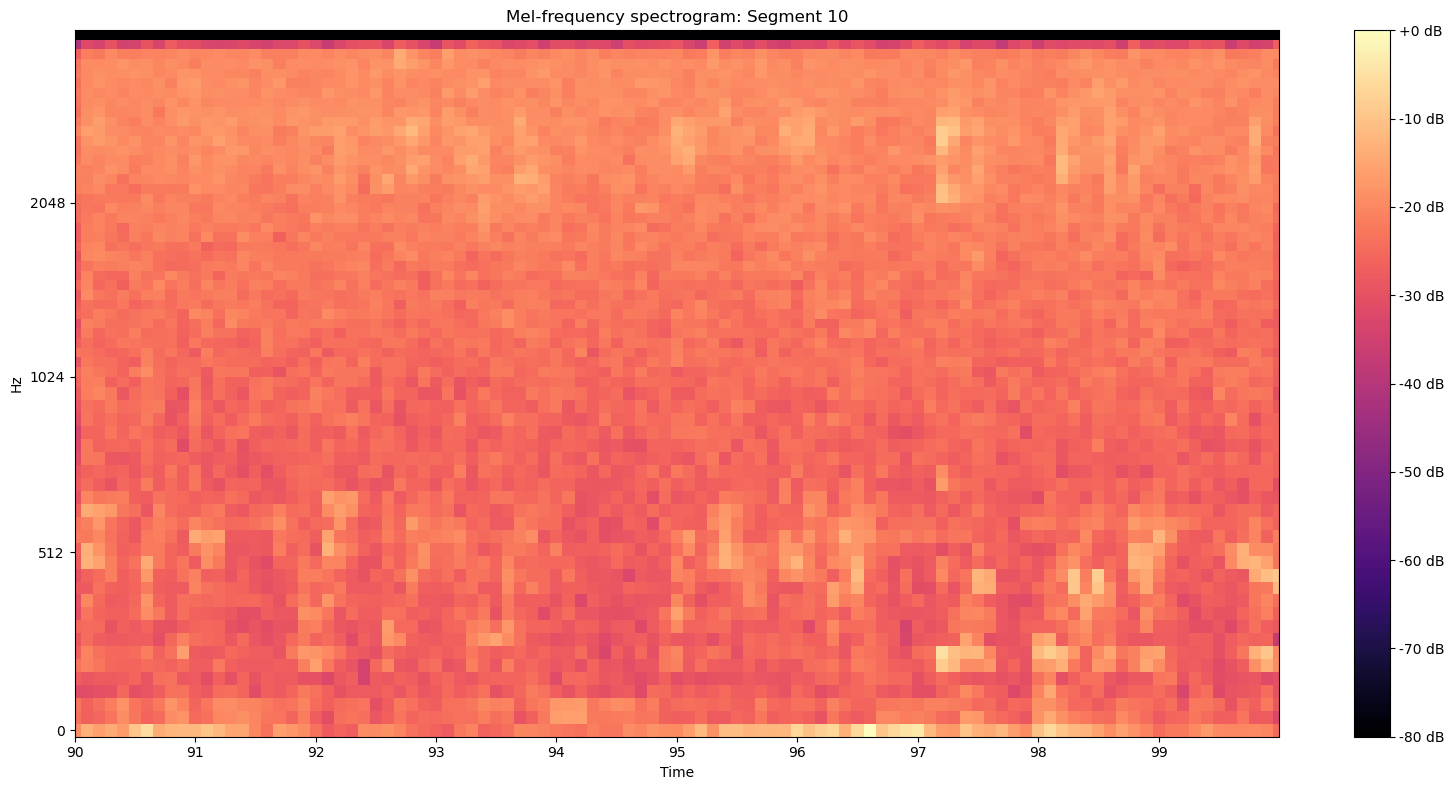 Mel-frequency spectrogram: Segment 10
Hz
2048
1024
512
0
90 91 92 93 94 95 96 97 98 99
Time
+0 dB
-10 dB
-20 dB
-30 dB
-40 dB
-50 dB
-60 dB
-70 dB
-80 dB